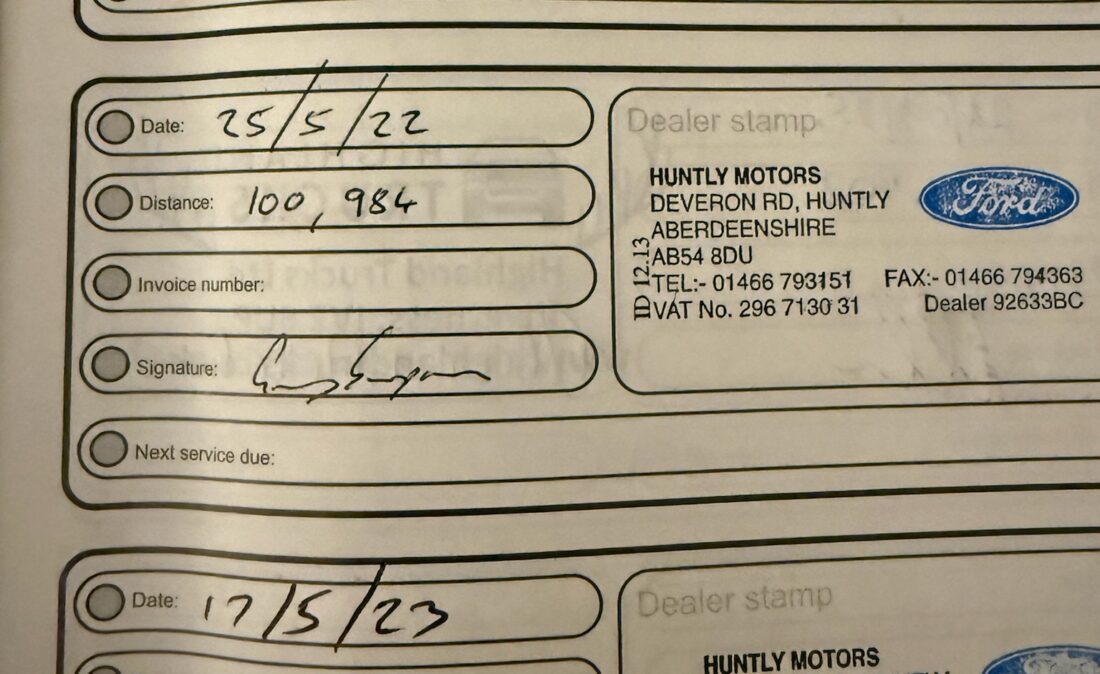 Date: 25/5/22
Distance: 100,984
Invoice number:
Signature:
Next service due:
Dealer stamp
HUNTLY MOTORS
DEVERON RD, HUNTLY
ABERDEENSHIRE
AB54 8DU
TEL:- 01466 793151 FAX:- 01466 794363
VAT No. 296 7130 31 Dealer 92633BC
ID 12.13
Ford
Date: 17/5/23
Dealer stamp
HUNTLY MOTORS